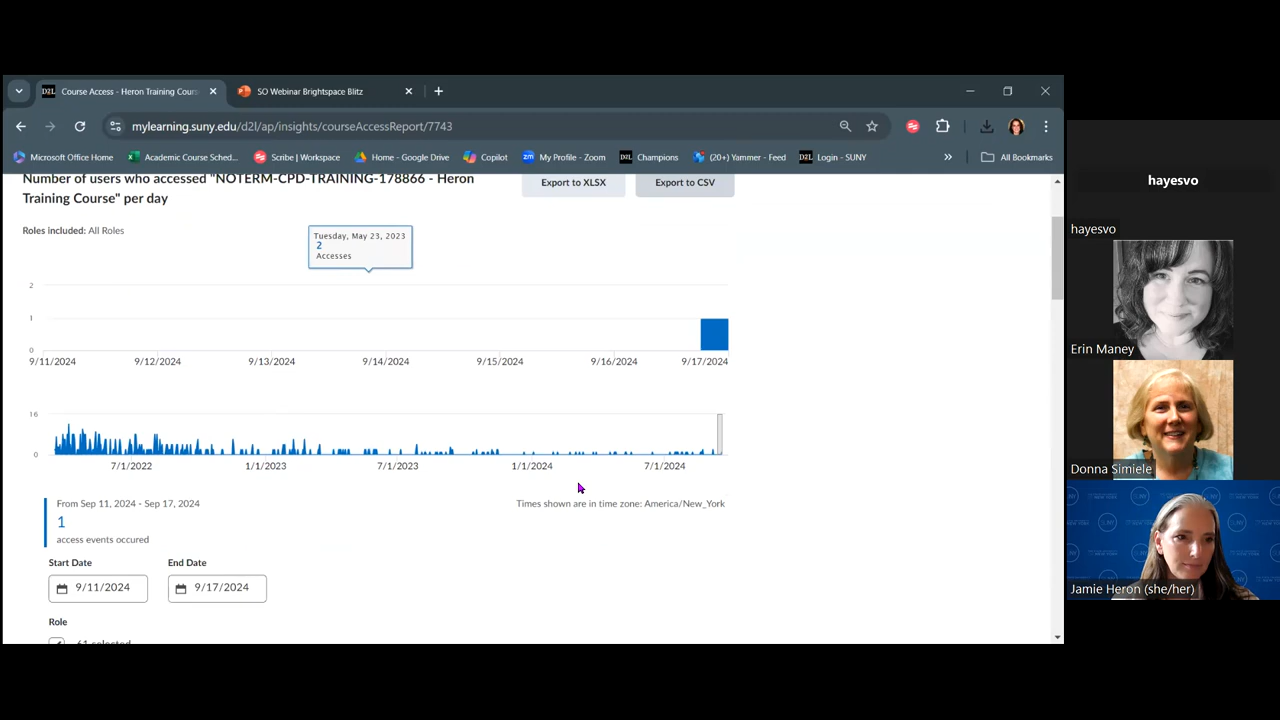 Course Access - Heron Training Cours
SO Webinar Brightspace Blitz
mylearning.suny.edu/d2l/ap/insights/courseAccessReport/7743
Microsoft Office Home
Academic Course Sched...
Scribe | Workspace
Home - Google Drive
Copilot
My Profile - Zoom
Champions
(20+) Yammer - Feed
Login - SUNY
»
All Bookmarks
Number of users who accessed "NOTERM-CPD-TRAINING-178866 - Heron
Training Course" per day
Export to XLSX
Export to CSV
Roles included: All Roles
Tuesday, May 23, 2023
2
Accesses
2
1
0
9/11/2024 9/12/2024 9/13/2024 9/14/2024 9/15/2024 9/16/2024 9/17/2024
16
0
7/1/2022 1/1/2023 7/1/2023 1/1/2024 7/1/2024
From Sep 11, 2024 - Sep 17, 2024
Times shown are in time zone: America/New_York
1
access events occured
Start Date
End Date
9/11/2024
9/17/2024
Role
61 selected
hayesvo
hayesvo
Erin Maney
Donna Simiele
Jamie Heron (she/her)